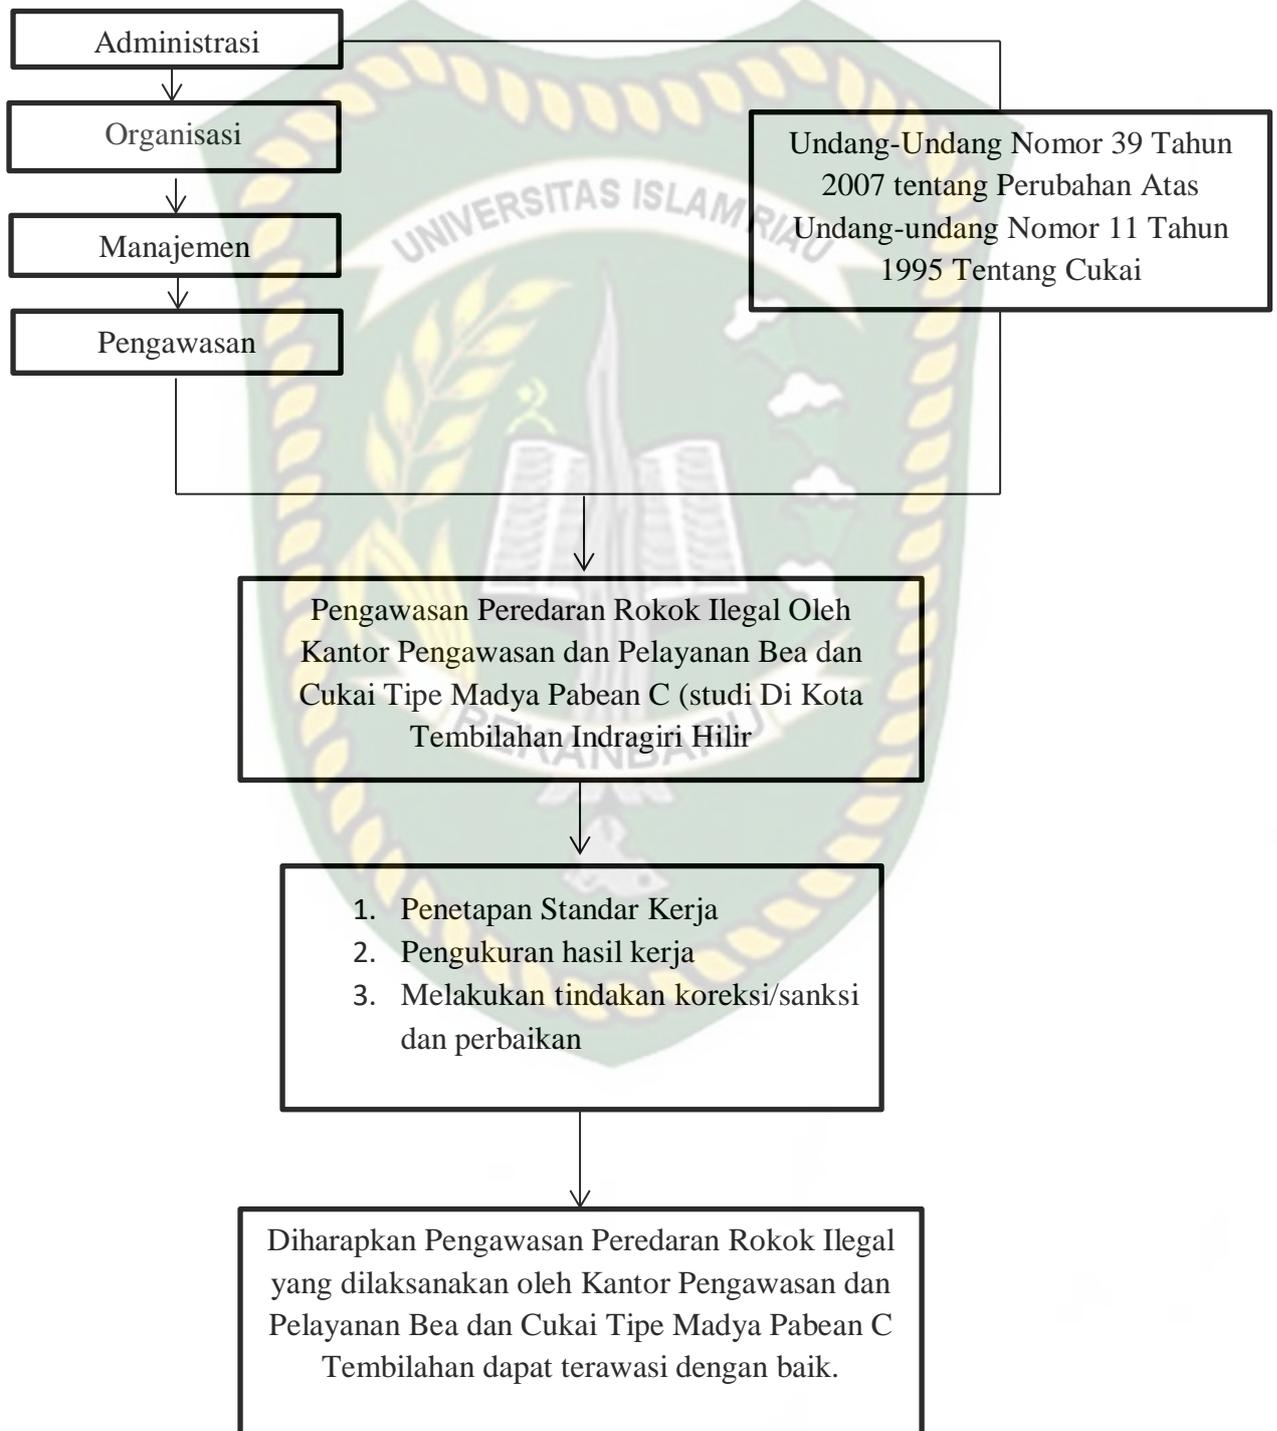 Administrasi
Organisasi
Manajemen
Pengawasan
Undang-Undang Nomor 39 Tahun
2007 tentang Perubahan Atas
Undang-undang Nomor 11 Tahun
1995 Tentang Cukai
UNIVERSITAS ISLAM RIAU
Pengawasan Peredaran Rokok Ilegal Oleh
Kantor Pengawasan dan Pelayanan Bea dan
Cukai Tipe Madya Pabean C (studi Di Kota
Tembilahan Indragiri Hilir
PEKANBARU
1. Penetapan Standar Kerja
2. Pengukuran hasil kerja
3. Melakukan tindakan koreksi/sanksi
dan perbaikan
Diharapkan Pengawasan Peredaran Rokok Ilegal
yang dilaksanakan oleh Kantor Pengawasan dan
Pelayanan Bea dan Cukai Tipe Madya Pabean C
Tembilahan dapat terawasi dengan baik.